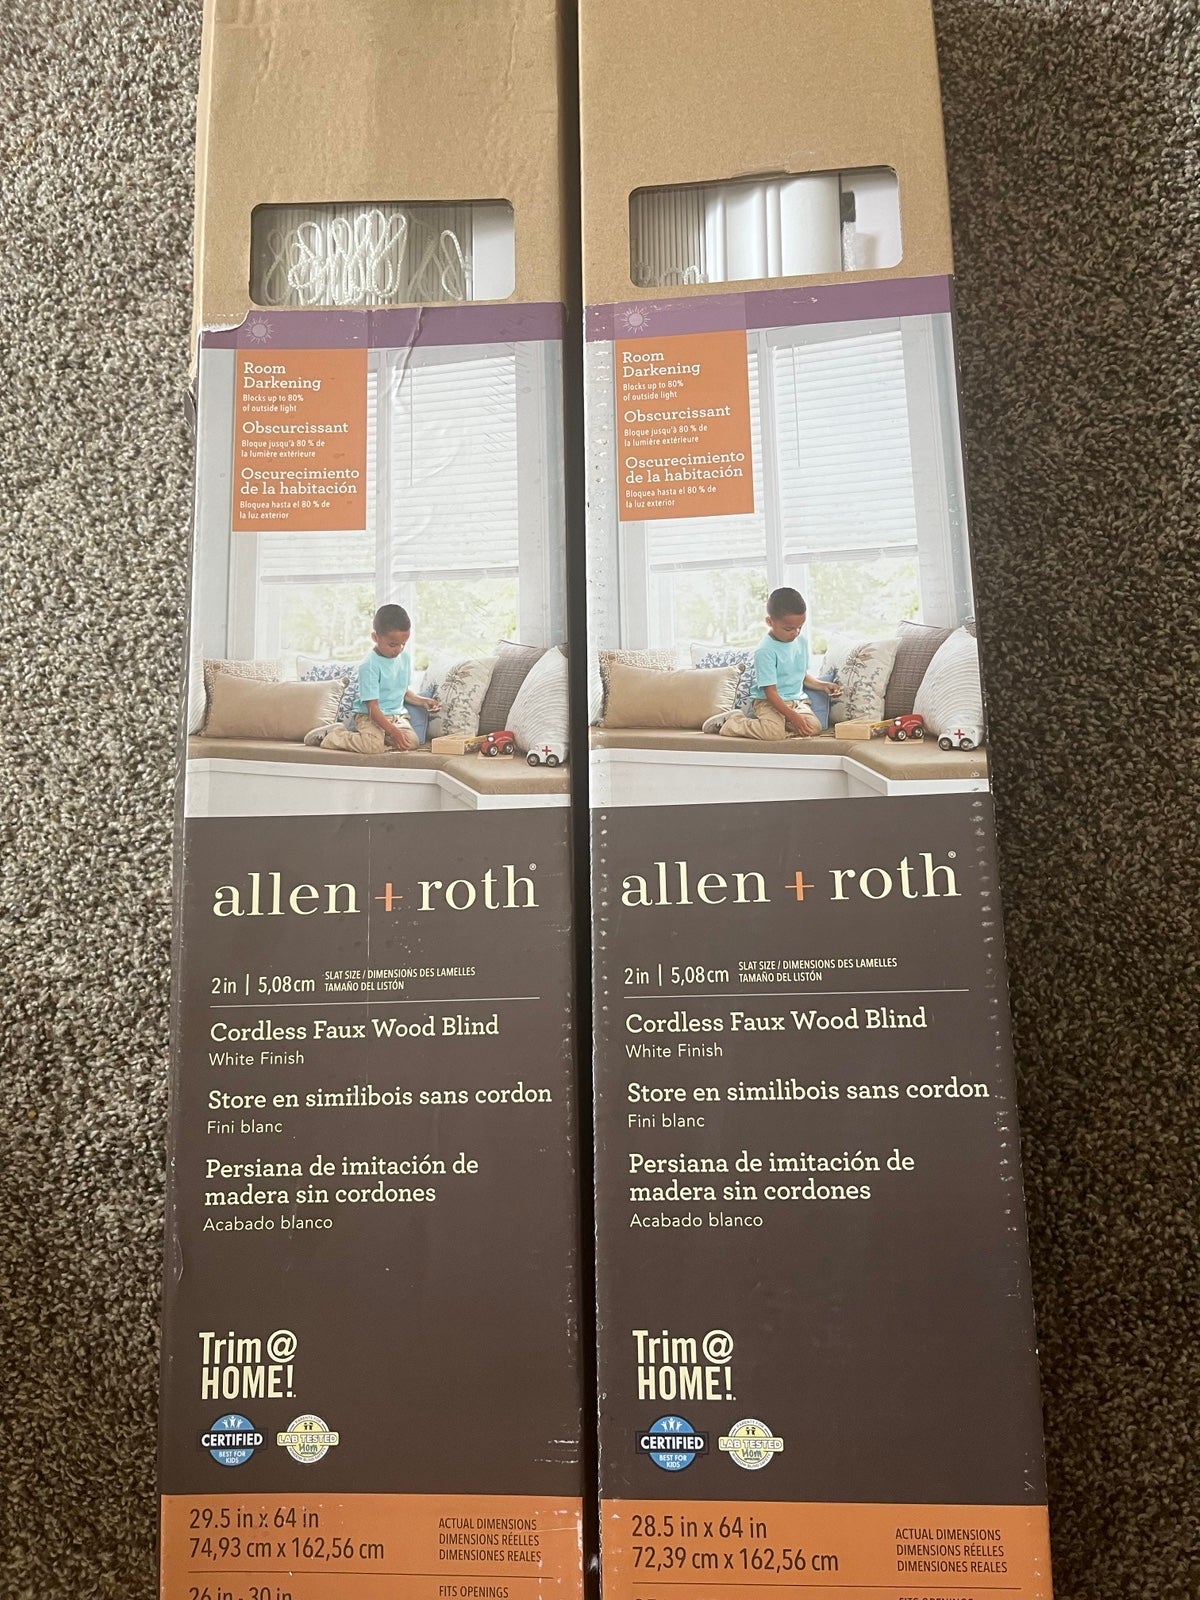 Room
Darkening
Blocks up to 80%
of outside light
Obscurcissant
Bloque jusqu'à 80 % de
la lumière extérieure
Oscurecimiento
de la habitación
Bloquea hasta el 80 % de
la luz exterior
allen + roth®
2 in | 5,08 cm
SLAT SIZE / DIMENSIONS DES LAMELLES
TAMAÑO DEL LISTÓN
Cordless Faux Wood Blind
White Finish
Store en similibois sans cordon
Fini blanc
Persiana de imitación de
madera sin cordones
Acabado blanco
Trim @
HOME!
CERTIFIED
BEST FOR
KIDS
LAB TESTED
Mom
29.5 in x 64 in
74,93 cm x 162,56 cm
ACTUAL DIMENSIONS
DIMENSIONS RÉELLES
DIMENSIONES REALES
26 in - 30 in
FITS OPENINGS
Room
Darkening
Blocks up to 80%
of outside light
Obscurcissant
Bloque jusqu'à 80 % de
la lumière extérieure
Oscurecimiento
de la habitación
Bloquea hasta el 80 % de
la luz exterior
allen + roth®
2 in | 5,08 cm
SLAT SIZE / DIMENSIONS DES LAMELLES
TAMAÑO DEL LISTÓN
Cordless Faux Wood Blind
White Finish
Store en similibois sans cordon
Fini blanc
Persiana de imitación de
madera sin cordones
Acabado blanco
Trim @
HOME!
CERTIFIED
BEST FOR
KIDS
LAB TESTED
Mom
28.5 in x 64 in
72,39 cm x 162,56 cm
ACTUAL DIMENSIONS
DIMENSIONS RÉELLES
DIMENSIONES REALES